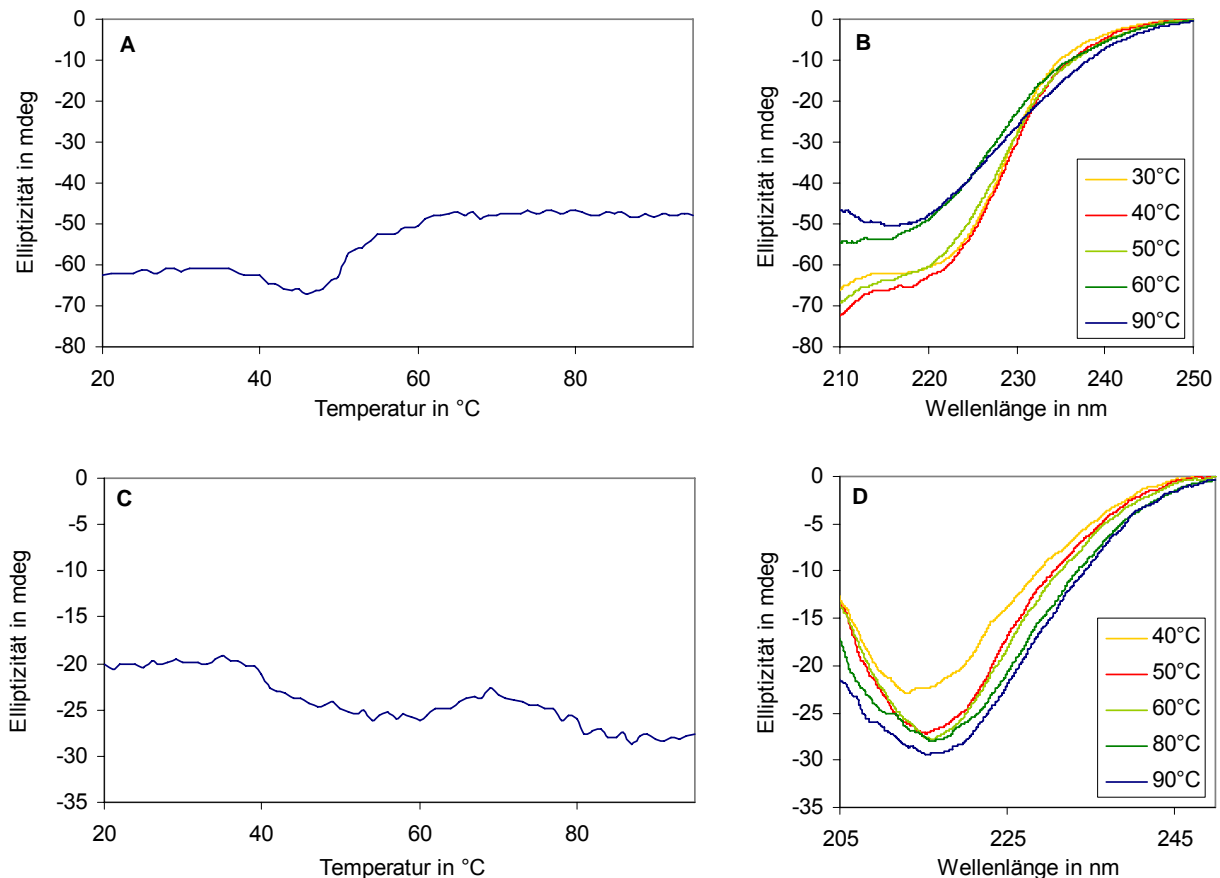 A
Elliptizität in mdeg
0
-10
-20
-30
-40
-50
-60
-70
-80
20
40
60
80
Temperatur in °C
B
Elliptizität in mdeg
0
-10
-20
-30
-40
-50
-60
-70
-80
30°C
40°C
50°C
60°C
90°C
210
220
230
240
250
Wellenlänge in nm
C
Elliptizität in mdeg
0
-5
-10
-15
-20
-25
-30
-35
20
40
60
80
Temperatur in °C
D
Elliptizität in mdeg
0
-5
-10
-15
-20
-25
-30
-35
40°C
50°C
60°C
80°C
90°C
205
225
245
Wellenlänge in nm